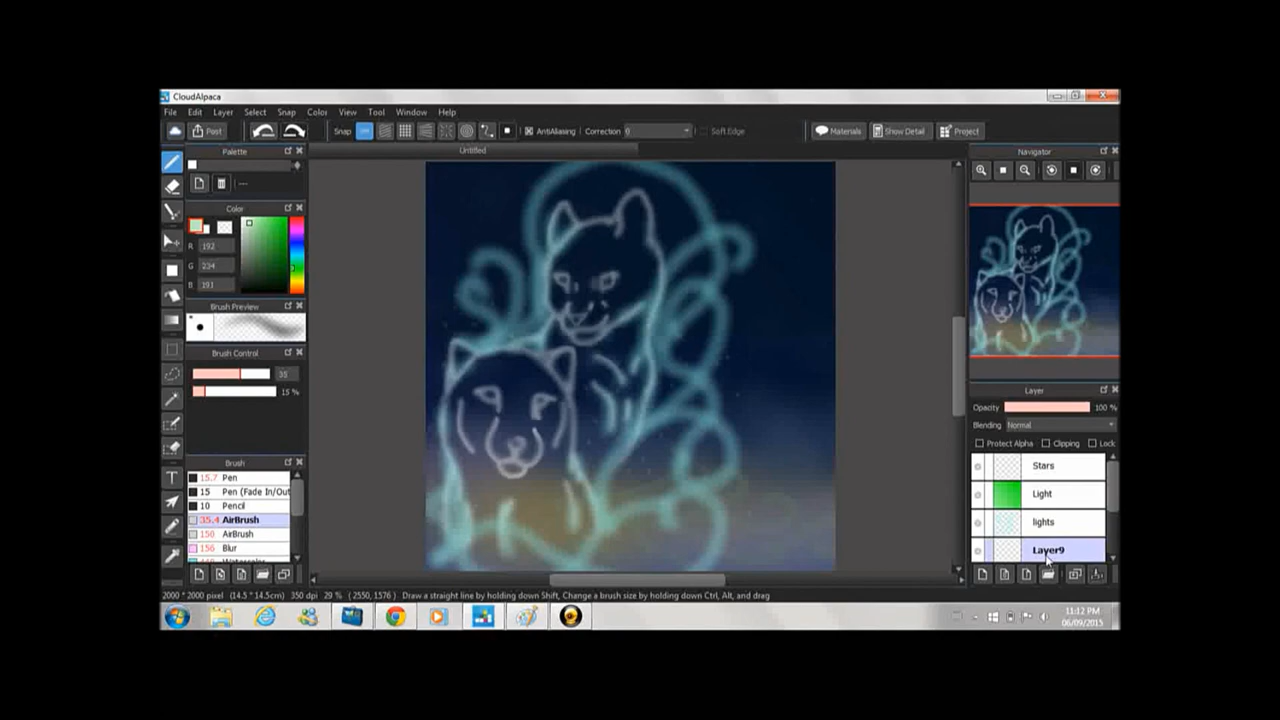 CloudAlpaca
File Edit Layer Select Snap Color View Tool Window Help
Post Snap AntiAliasing Correction 0 Soft Edge Materials Show Detail Project
Palette Untitled Navigator
---
Color
R 192
G 234
B 191
Brush Preview
Brush Control
35
15 %
Layer
Opacity 100 %
Blending Normal
Protect Alpha Clipping Lock
Stars
Light
lights
Layer9
Brush
15.7 Pen
15 Pen (Fade In/Out
10 Pencil
35.4 AirBrush
150 AirBrush
156 Blur
2000 * 2000 pixel (14.5 * 14.5cm) 350 dpi 29 % ( 2550, 1576 ) Draw a straight line by holding down Shift, Change a brush size by holding down Ctrl, Alt, and drag
11:12 PM
06/09/2015